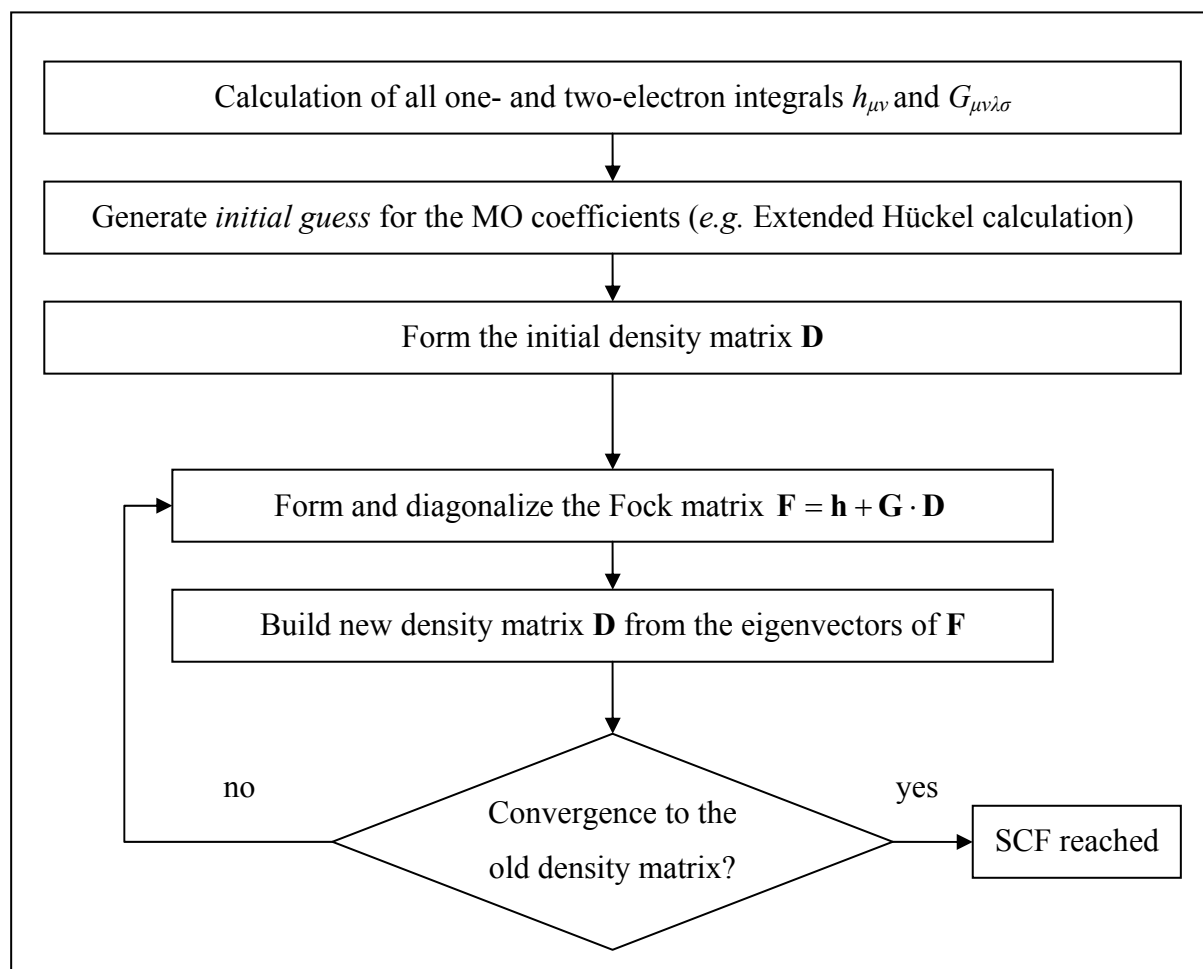 Calculation of all one- and two-electron integrals hμν and Gμνλσ
Generate initial guess for the MO coefficients (e.g. Extended Hückel calculation)
Form the initial density matrix D
Form and diagonalize the Fock matrix F = h + G · D
Build new density matrix D from the eigenvectors of F
no
yes
Convergence to the
old density matrix?
SCF reached